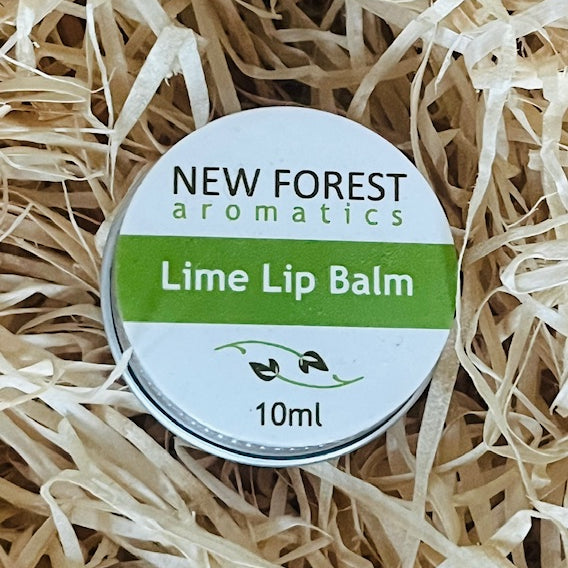 NEW FOREST
aromatics
Lime Lip Balm
10ml